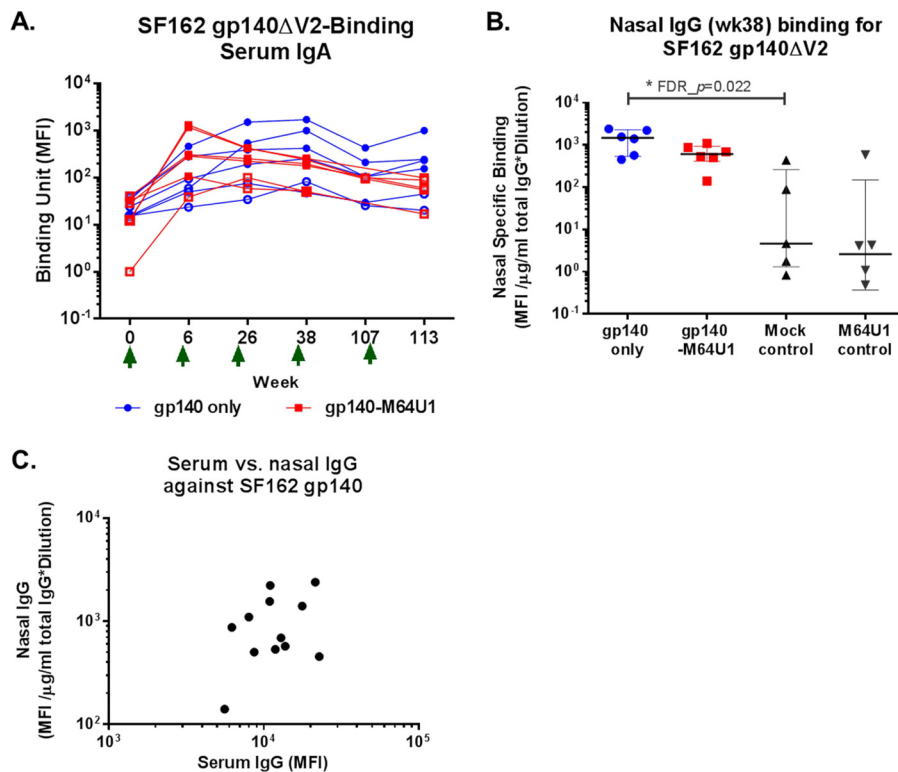 A.
SF162 gp140ΔV2-Binding
Serum IgA
Binding Unit (MFI)
10⁴
10³
10²
10¹
10⁰
10⁻¹
0 6 26 38 107 113
Week
gp140 only gp140-M64U1
B.
Nasal IgG (wk38) binding for
SF162 gp140ΔV2
* FDR_p=0.022
Nasal Specific Binding
(MFI /μg/ml total IgG*Dilution)
10⁴
10³
10²
10¹
10⁰
10⁻¹
gp140 only
gp140 -M64U1
Mock control
M64U1 control
C.
Serum vs. nasal IgG
against SF162 gp140
Nasal IgG
(MFI /μg/ml total IgG*Dilution)
10⁴
10³
10²
10³ 10⁴ 10⁵
Serum IgG (MFI)